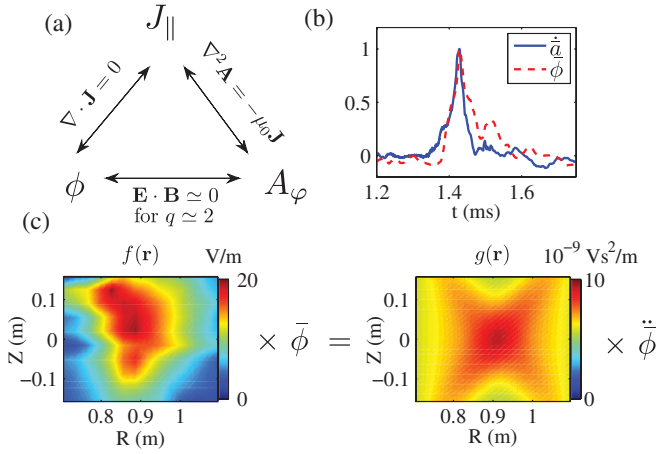 (a)
J∥
∇ · J = 0
∇²A = −μ₀J
ϕ
E · B ≃ 0
for q ≃ 2
Aφ
(b)
1
0.5
0
ǡ
ϕ̄
1.2 1.4 1.6
t (ms)
(c)
f(r)
V/m
0.1
0
−0.1
Z (m)
0.8 0.9 1
R (m)
20
10
0
× ϕ̄ =
g(r)
10⁻⁹ Vs²/m
0.1
0
−0.1
Z (m)
0.8 0.9 1
R (m)
10
5
0
× ϕ̄̈